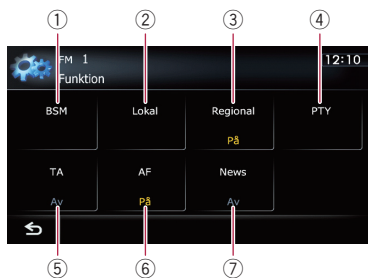 ① ② ③ ④
FM 1 12:10
Funktion
BSM Lokal Regional PTY
På
TA AF News
Av På Av
⑤ ⑥ ⑦